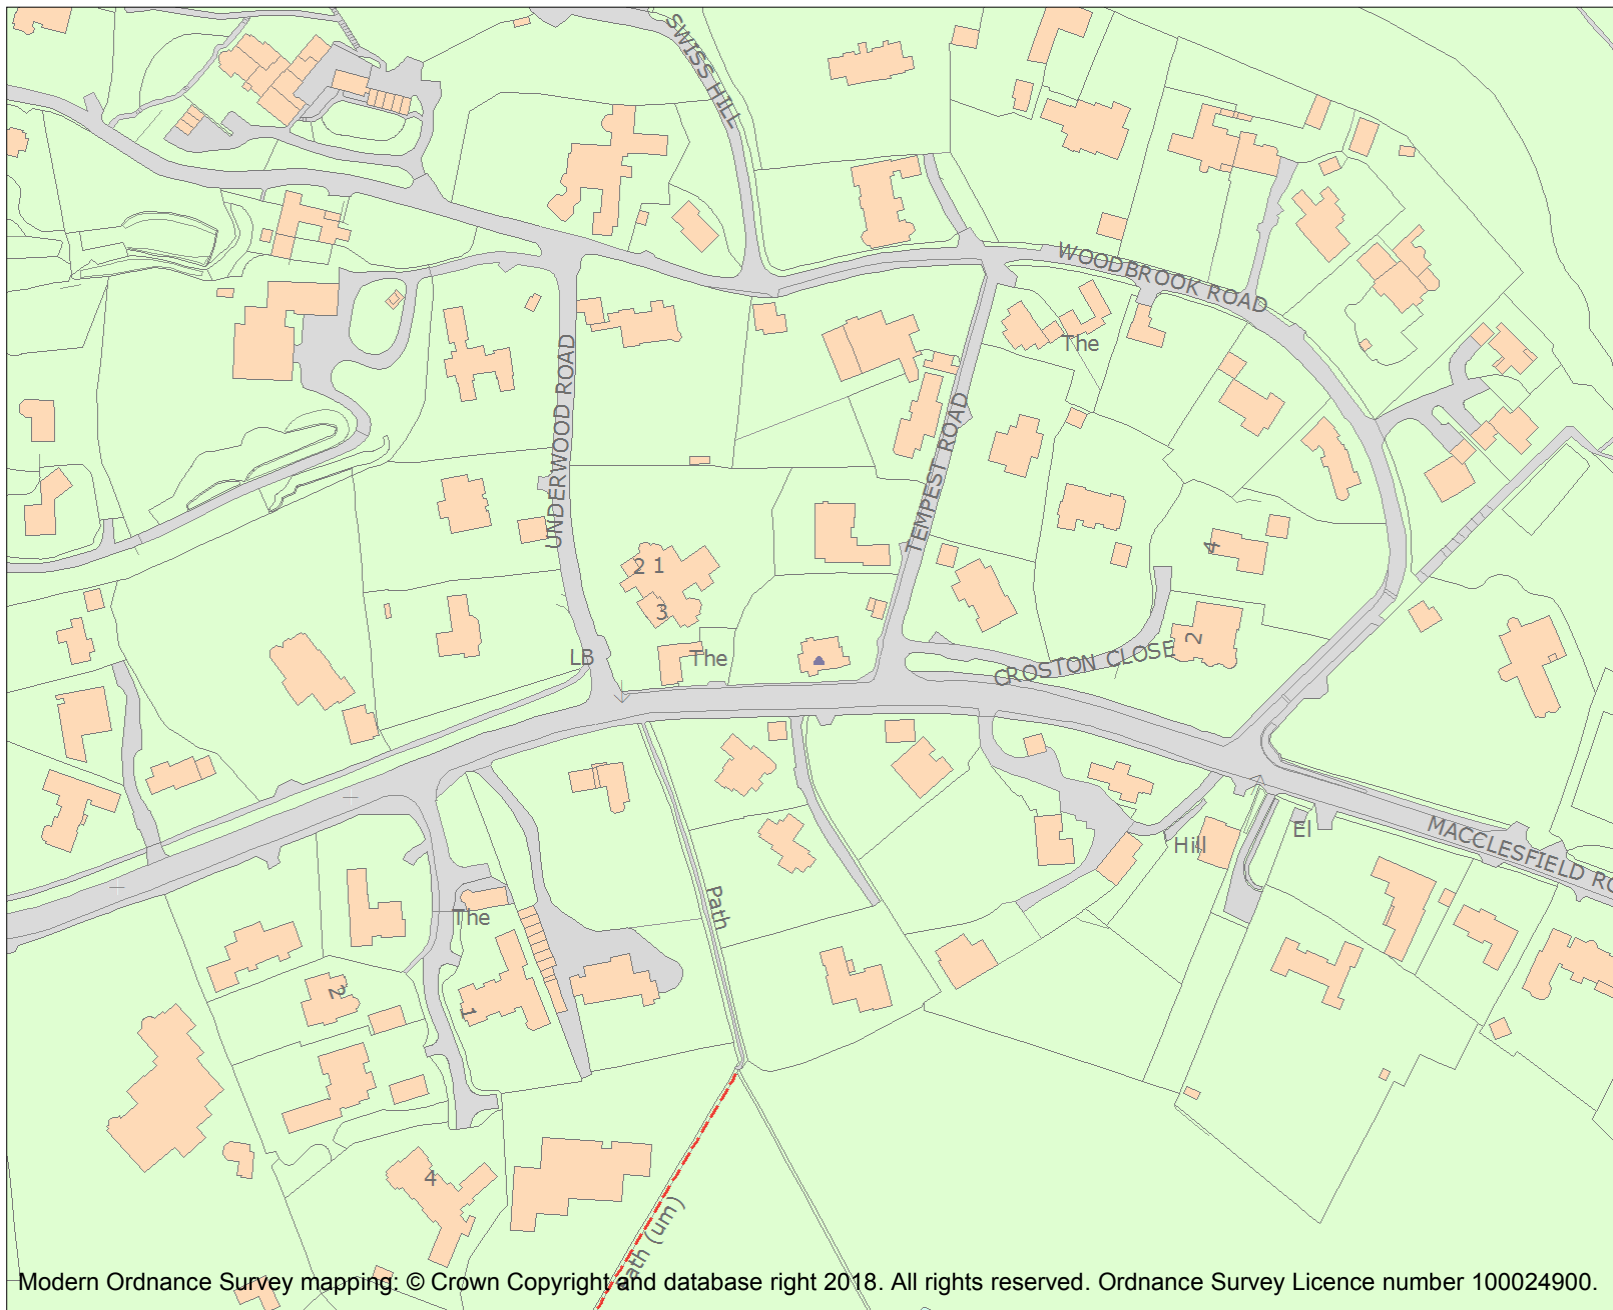 SWISS HILL
WOODBROOK ROAD
The
UNDERWOOD ROAD
TEMPEST ROAD
4
2 1
3
2
LB
The
CROSTON CLOSE
El
Hill
MACCLESFIELD RO
Path
The
2
1
4
ath (um)
Modern Ordnance Survey mapping: © Crown Copyright and database right 2018. All rights reserved. Ordnance Survey Licence number 100024900.